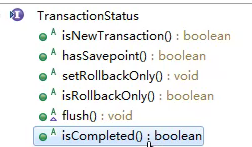 TransactionStatus
isNewTransaction() : boolean
hasSavepoint() : boolean
setRollbackOnly() : void
isRollbackOnly() : boolean
flush() : void
isCompleted() : boolean